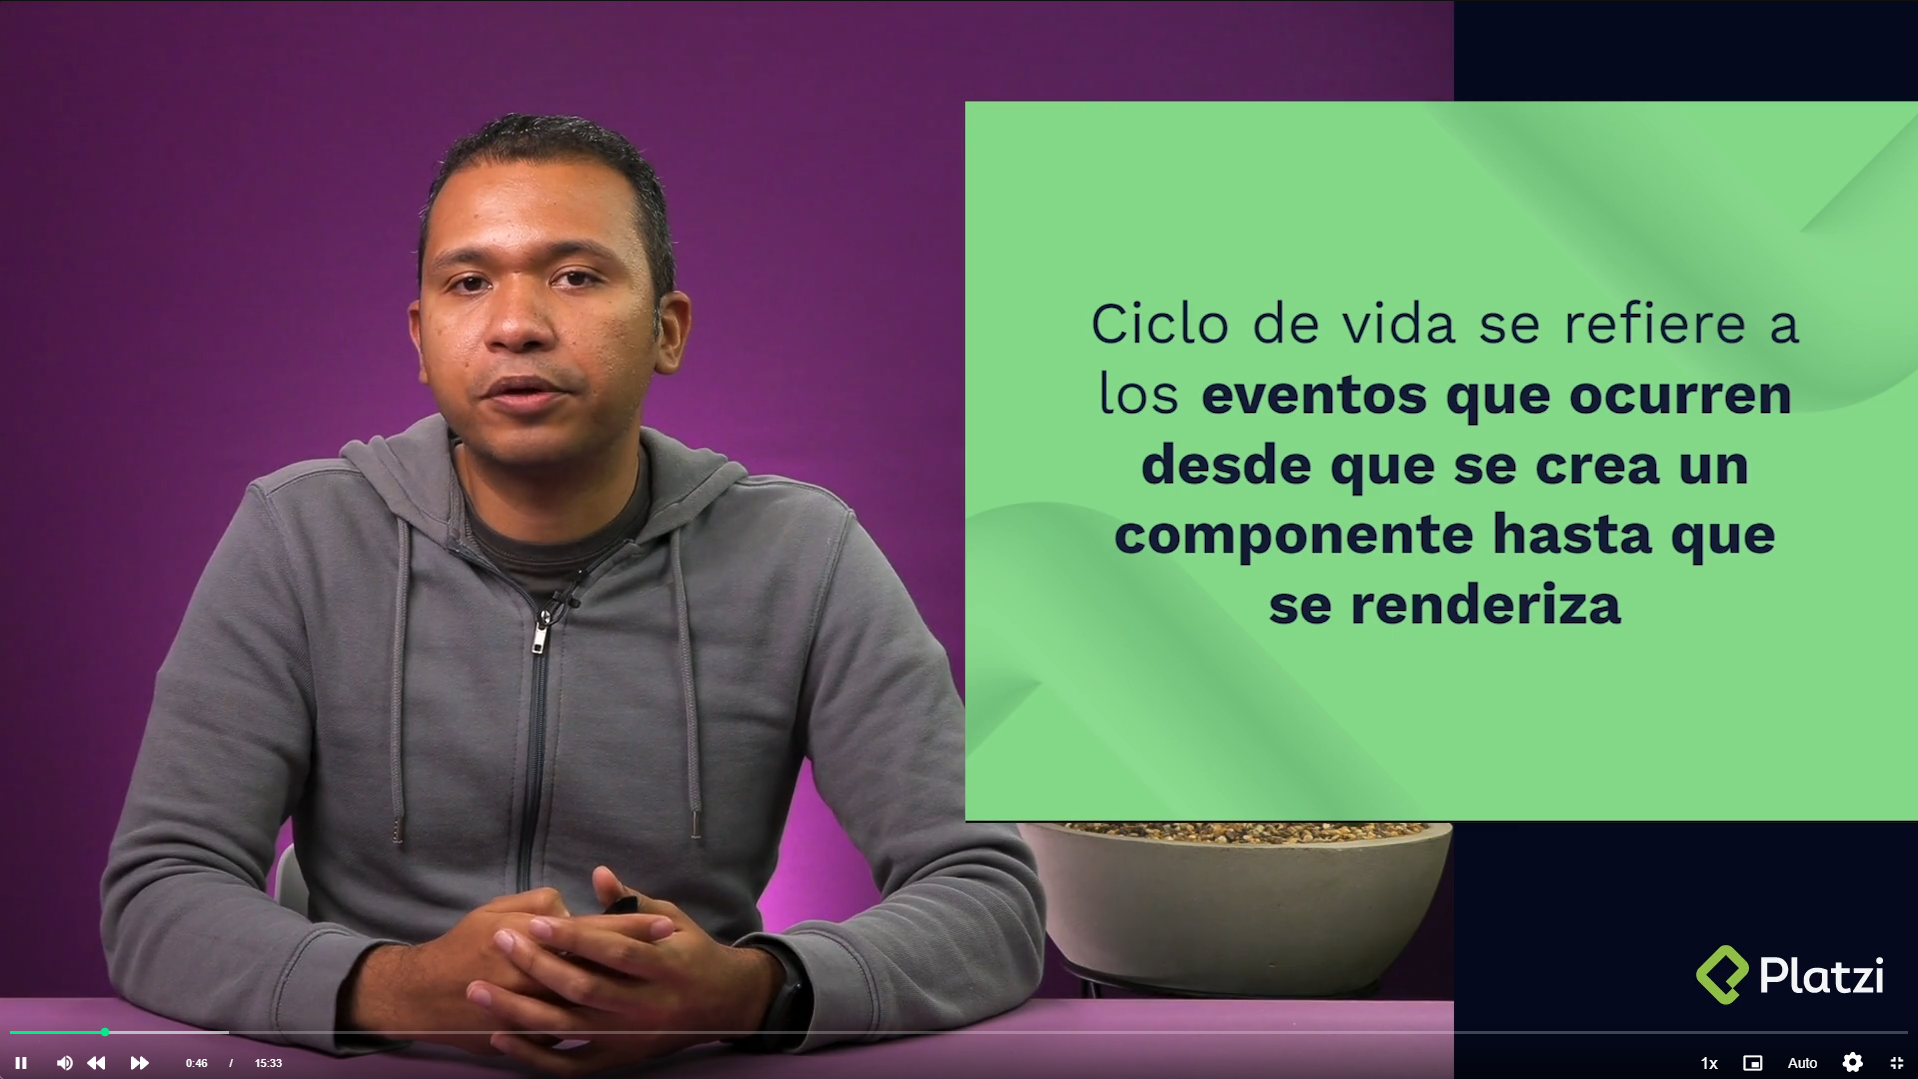 Ciclo de vida se refiere a
los eventos que ocurren
desde que se crea un
componente hasta que
se renderiza
Platzi
0:46 / 15:33
1x
Auto